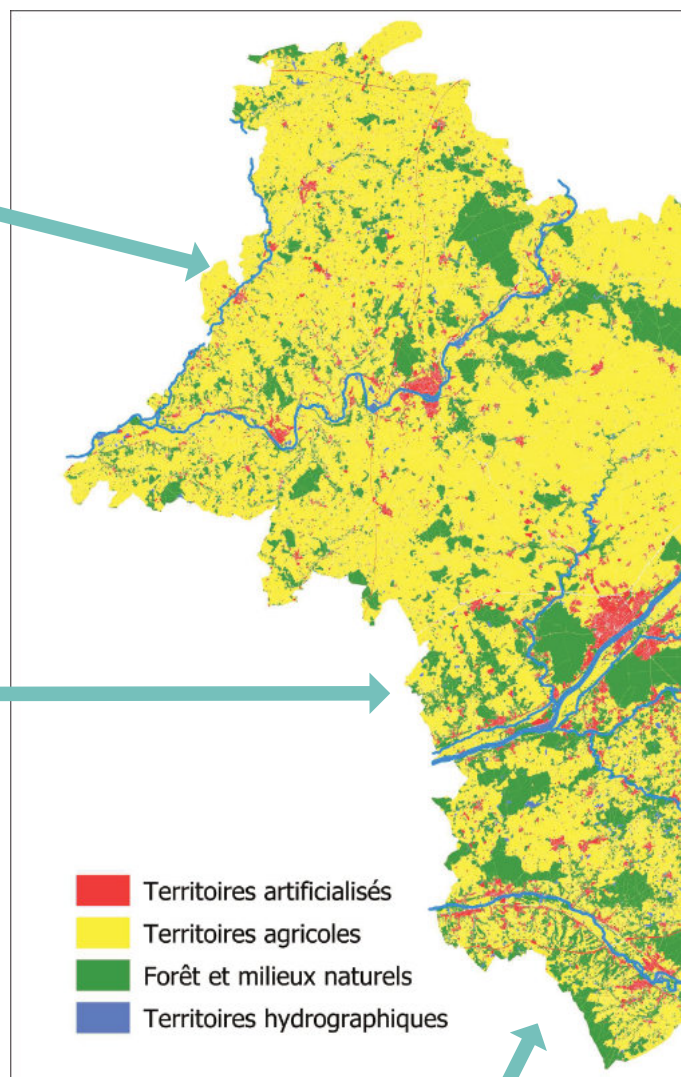 Territoires artificialisés
Territoires agricoles
Forêt et milieux naturels
Territoires hydrographiques